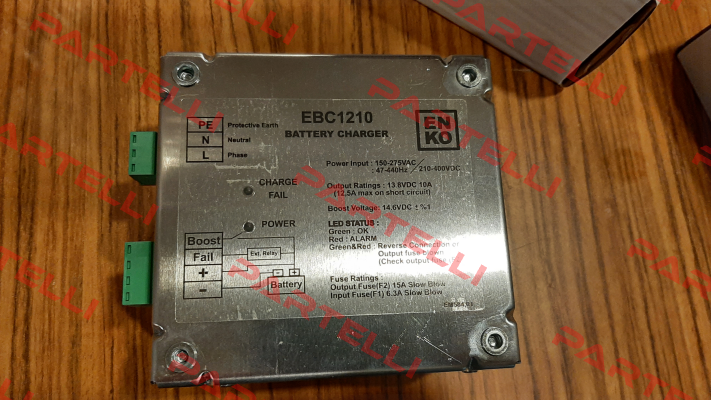 PARTELLI
EBC1210
BATTERY CHARGER
EN
KO
PE Protective Earth
N Neutral
L Phase
Power Input : 150-275VAC /
47-440Hz / 210-400VDC
CHARGE
FAIL
Output Ratings : 13.8VDC 10A
(12,5A max on short circuit)
Boost Voltage: 14,6VDC ± %1
POWER
LED STATUS :
Green : OK
Red : ALARM
Green&Red : Reverse Connection or
Output fuse blown
(Check output fuse
Boost
Fail
+
-
Ext. Relay
- +
Battery
Fuse Ratings :
Output Fuse(F2) 15A Slow Blow
Input Fuse(F1) 6.3A Slow Blow
PARTELLI
PARTELLI
PARTELLI
PARTELLI